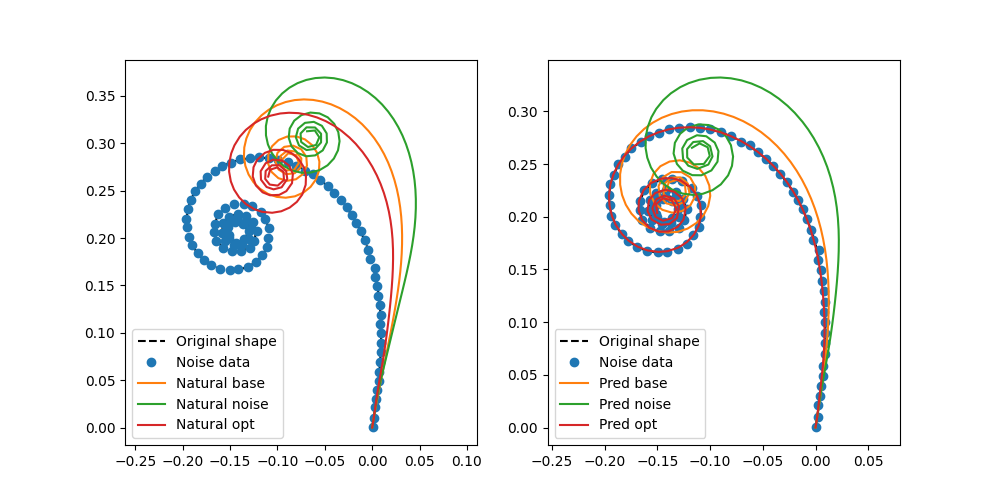 0.35
0.30
0.25
0.20
0.15
0.10
0.05
0.00
−0.25 −0.20 −0.15 −0.10 −0.05 0.00 0.05 0.10
Original shape
Noise data
Natural base
Natural noise
Natural opt
0.30
0.25
0.20
0.15
0.10
0.05
0.00
−0.25 −0.20 −0.15 −0.10 −0.05 0.00 0.05
Original shape
Noise data
Pred base
Pred noise
Pred opt